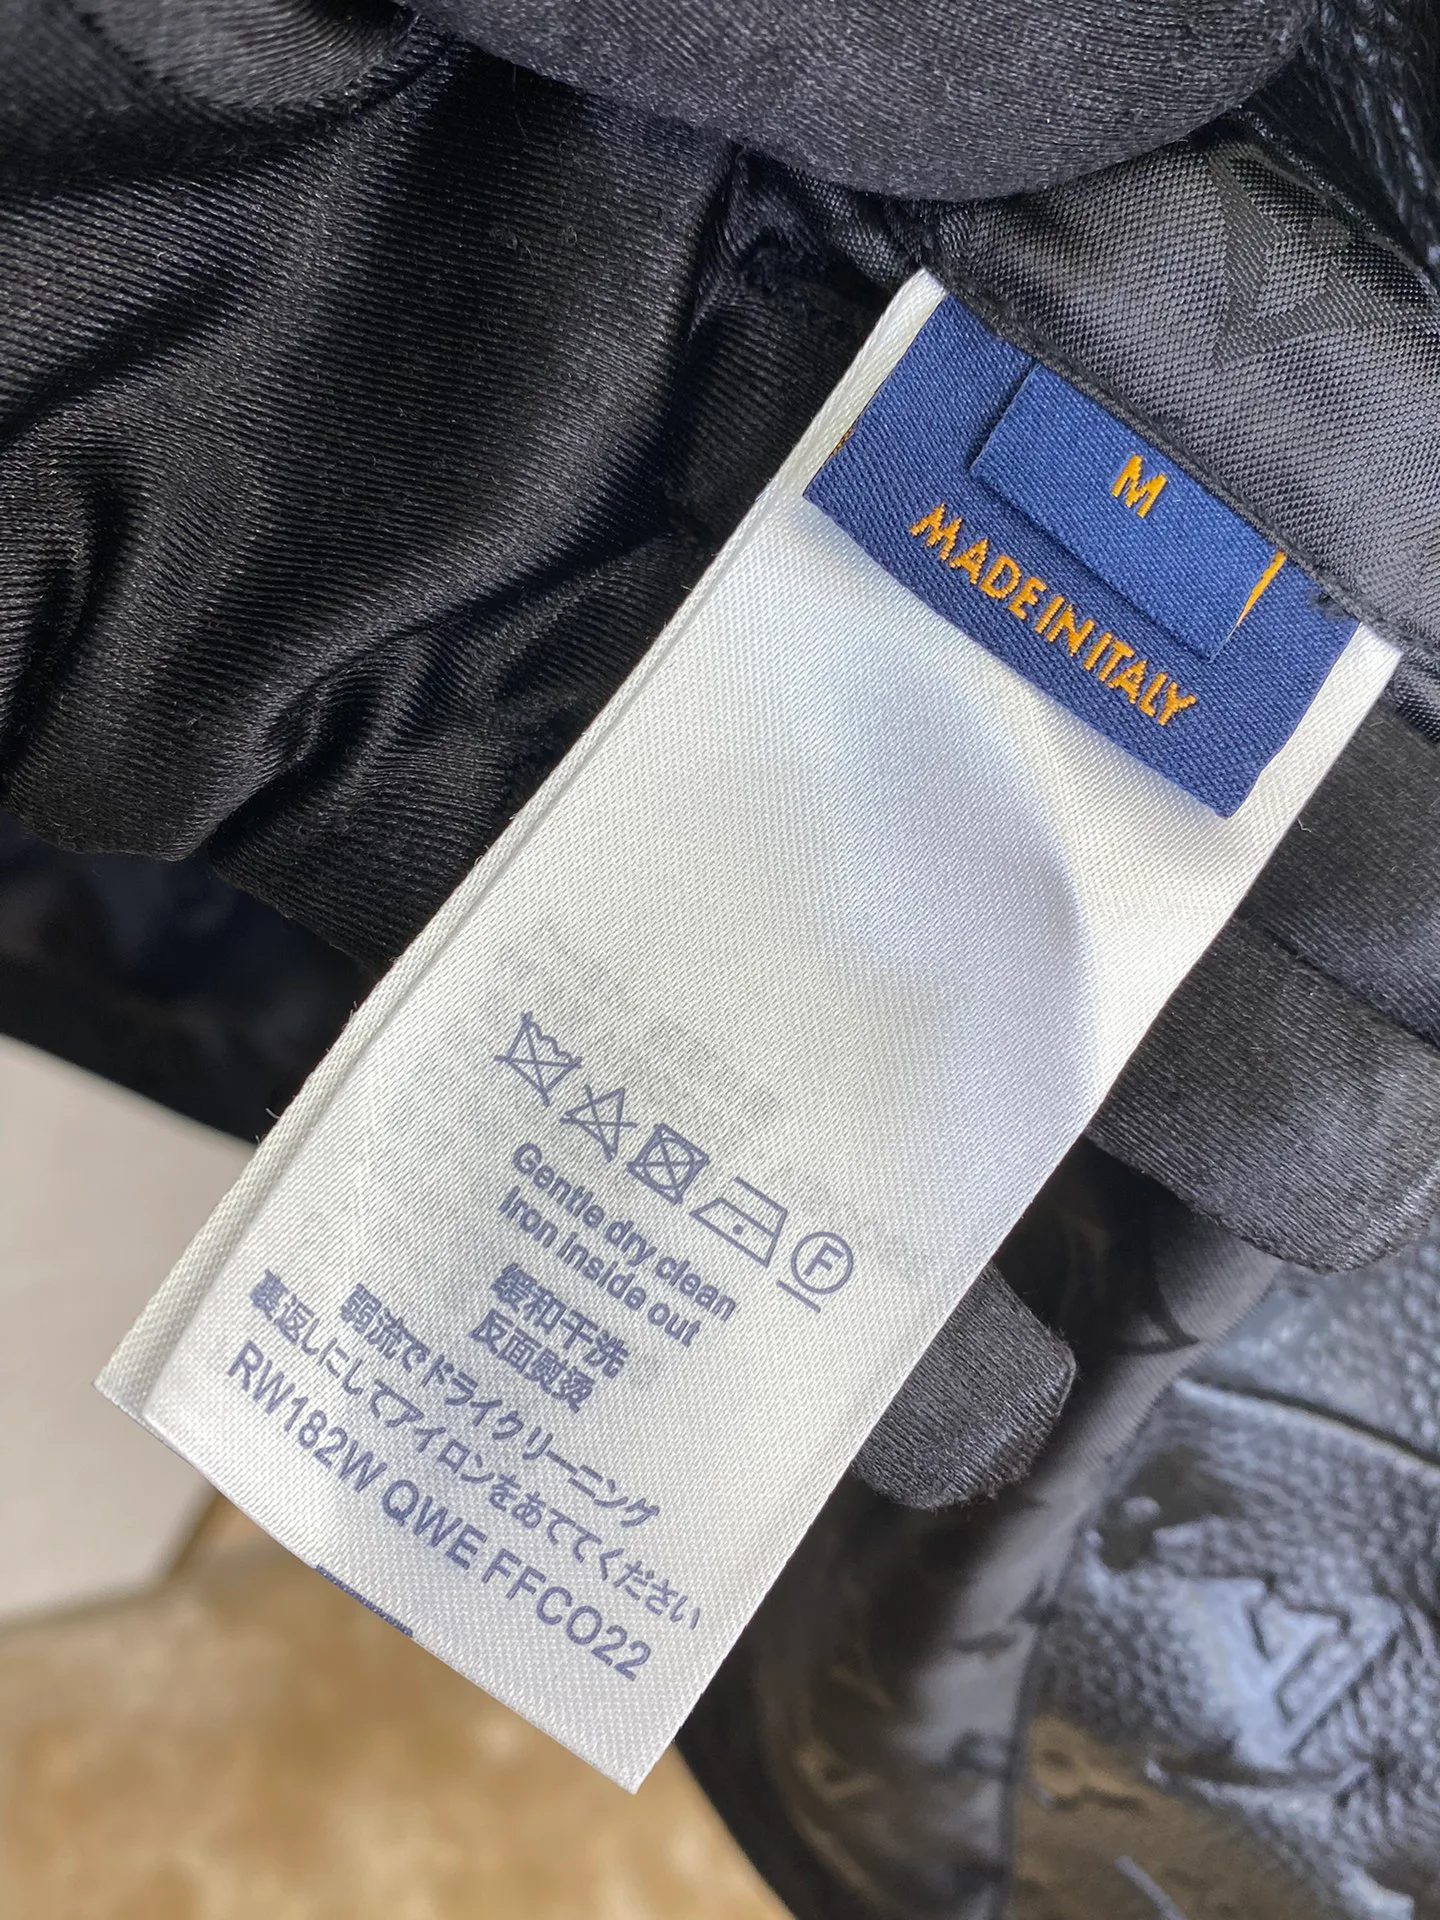 M
MADE IN ITALY
F
Gentle dry clean
Iron inside out
缓和干洗
反面熨烫
弱流でドライクリーニング
裏返しにしてアイロンをあててください
RW182W QWE FFCO22